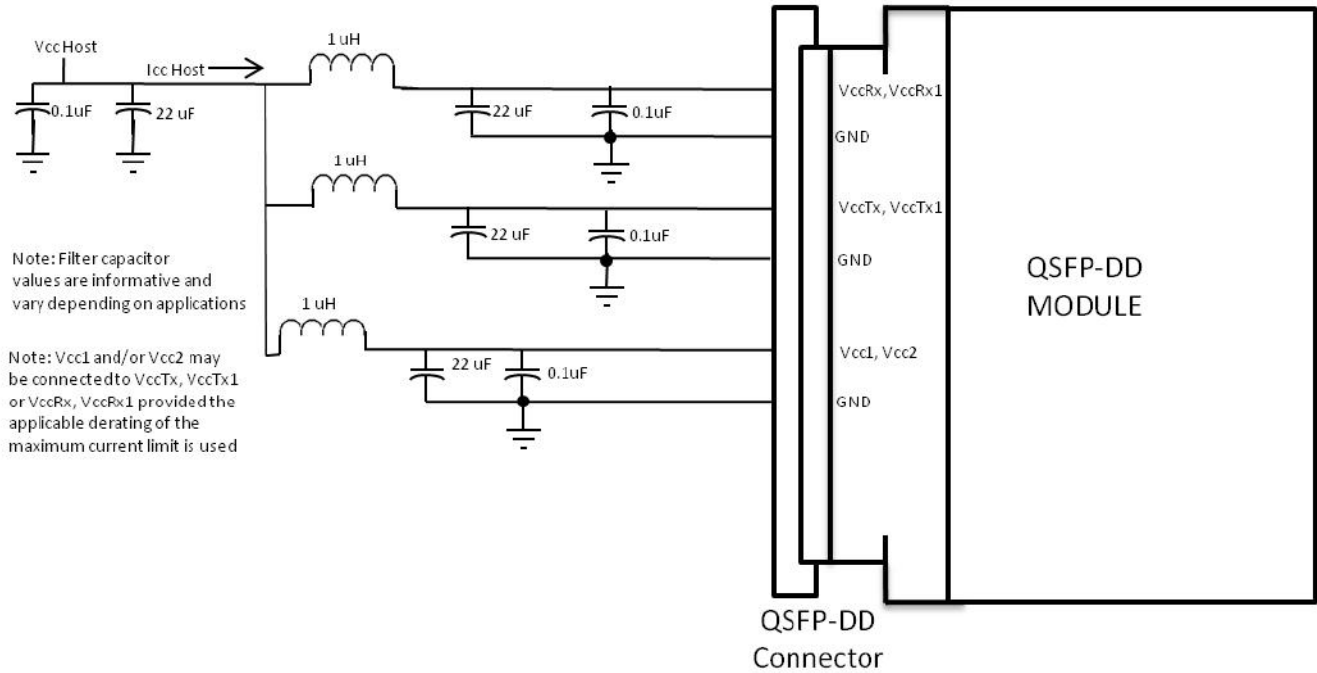 Vcc Host
Icc Host
0.1uF
22 uF
1 uH
22 uF
0.1uF
VccRx, VccRx1
GND
1 uH
22 uF
0.1uF
VccTx, VccTx1
GND
Note: Filter capacitor
values are informative and
vary depending on applications
1 uH
22 uF
0.1uF
Vcc1, Vcc2
GND
Note: Vcc1 and/or Vcc2 may
be connected to VccTx, VccTx1
or VccRx, VccRx1 provided the
applicable derating of the
maximum current limit is used
QSFP-DD
MODULE
QSFP-DD
Connector